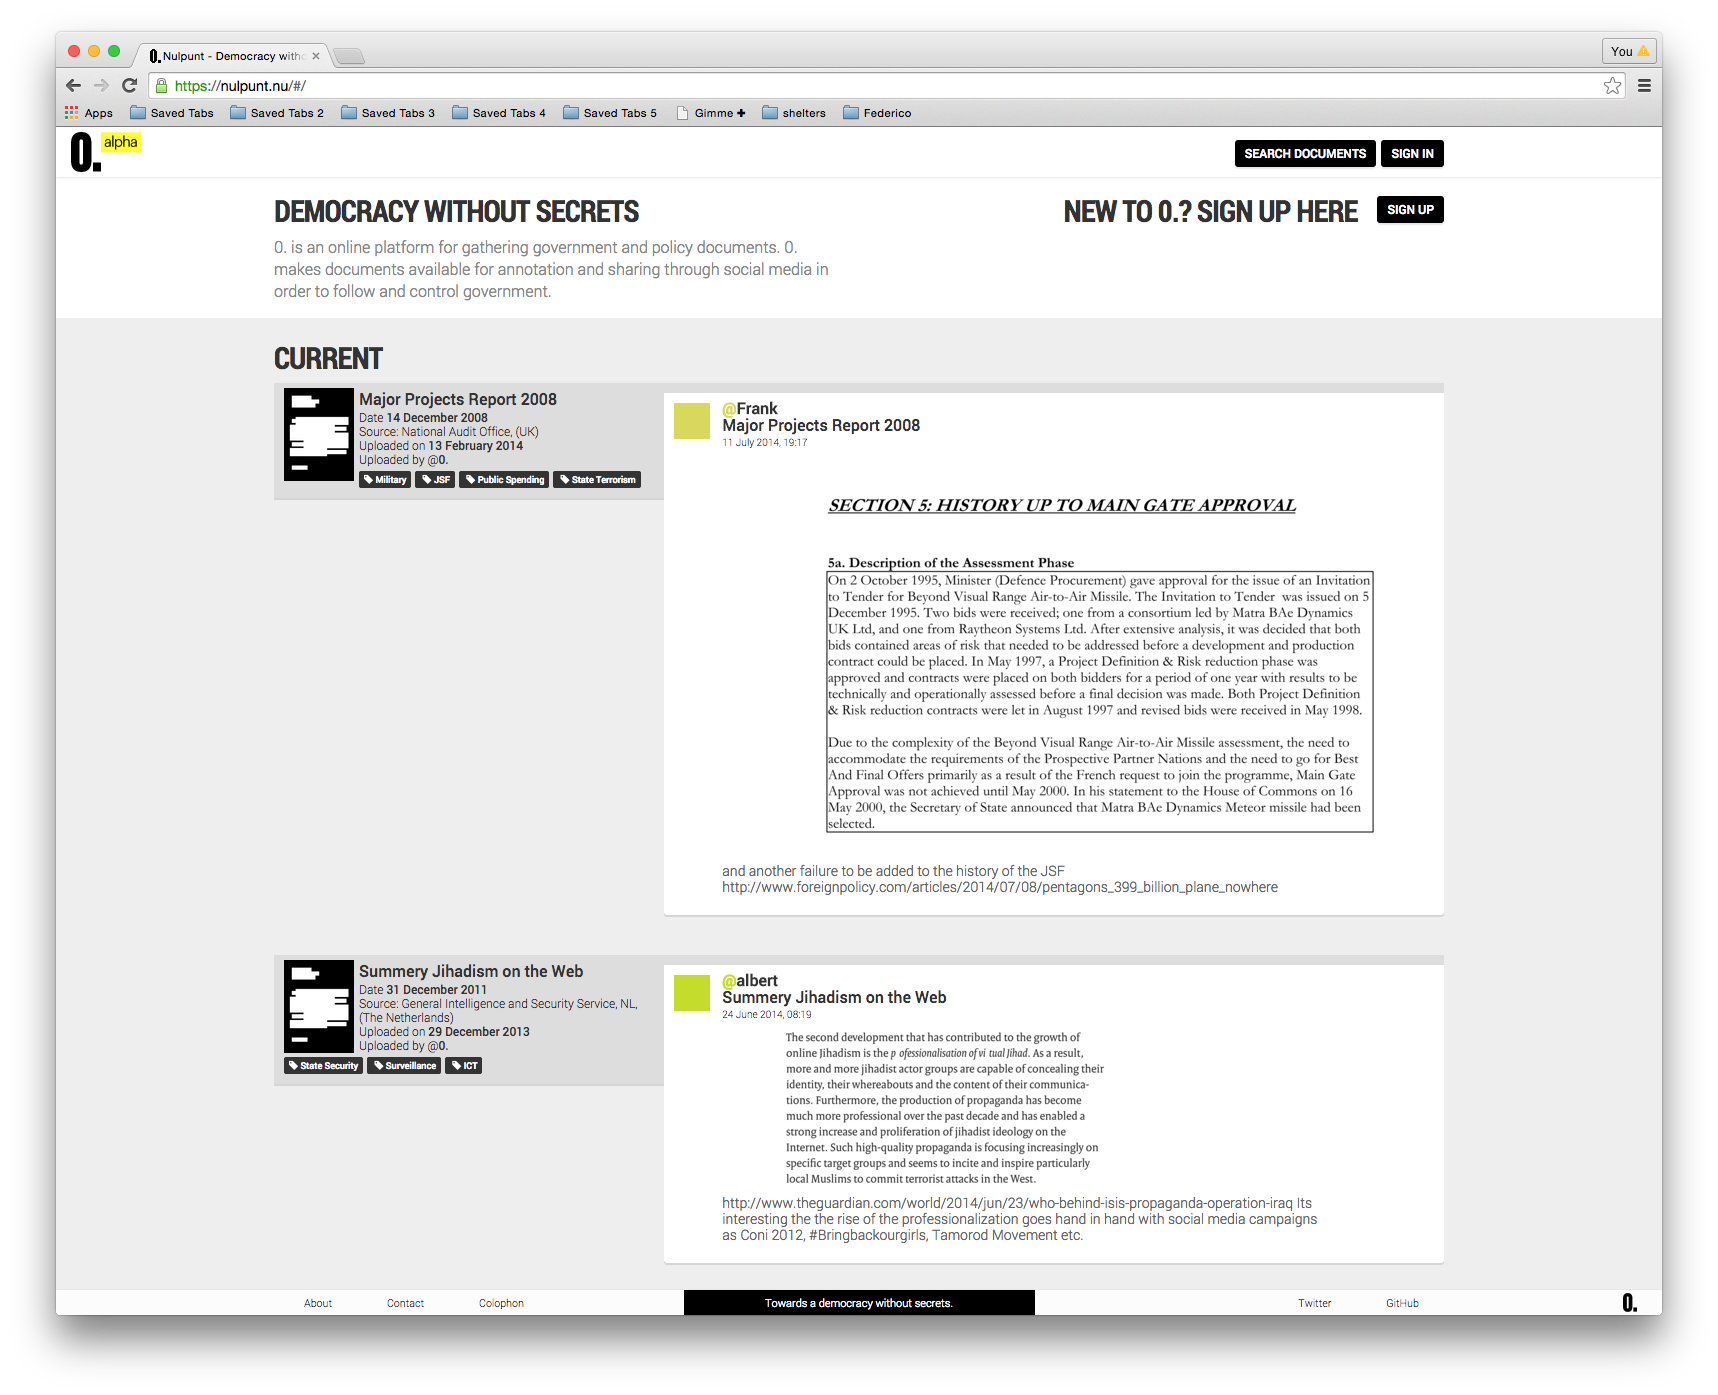 0. Nulpunt - Democracy witho
You
https://nulpunt.nu/#/
Apps Saved Tabs Saved Tabs 2 Saved Tabs 3 Saved Tabs 4 Saved Tabs 5 Gimme + shelters Federico
0. alpha
SEARCH DOCUMENTS SIGN IN
DEMOCRACY WITHOUT SECRETS
NEW TO 0.? SIGN UP HERE SIGN UP
0. is an online platform for gathering government and policy documents. 0.
makes documents available for annotation and sharing through social media in
order to follow and control government.
CURRENT
Major Projects Report 2008
Date 14 December 2008
Source: National Audit Office, (UK)
Uploaded on 13 February 2014
Uploaded by @0.
Military JSF Public Spending State Terrorism
@Frank
Major Projects Report 2008
11 July 2014, 19:17
SECTION 5: HISTORY UP TO MAIN GATE APPROVAL
5a. Description of the Assessment Phase
On 2 October 1995, Minister (Defence Procurement) gave approval for the issue of an Invitation
to Tender for Beyond Visual Range Air-to-Air Missile. The Invitation to Tender was issued on 5
December 1995. Two bids were received; one from a consortium led by Matra BAe Dynamics
UK Ltd, and one from Raytheon Systems Ltd. After extensive analysis, it was decided that both
bids contained areas of risk that needed to be addressed before a development and production
contract could be placed. In May 1997, a Project Definition & Risk reduction phase was
approved and contracts were placed on both bidders for a period of one year with results to be
technically and operationally assessed before a final decision was made. Both Project Definition
& Risk reduction contracts were let in August 1997 and revised bids were received in May 1998.
Due to the complexity of the Beyond Visual Range Air-to-Air Missile assessment, the need to
accommodate the requirements of the Prospective Partner Nations and the need to go for Best
And Final Offers primarily as a result of the French request to join the programme, Main Gate
Approval was not achieved until May 2000. In his statement to the House of Commons on 16
May 2000, the Secretary of State announced that Matra BAe Dynamics Meteor missile had been
selected.
and another failure to be added to the history of the JSF
http://www.foreignpolicy.com/articles/2014/07/08/pentagons_399_billion_plane_nowhere
Summery Jihadism on the Web
Date 31 December 2011
Source: General Intelligence and Security Service, NL,
(The Netherlands)
Uploaded on 29 December 2013
Uploaded by @0.
State Security Surveillance ICT
@albert
Summery Jihadism on the Web
24 June 2014, 08:19
The second development that has contributed to the growth of
online Jihadism is the p ofessionalisation of vi tual Jihad. As a result,
more and more jihadist actor groups are capable of concealing their
identity, their whereabouts and the content of their communica-
tions. Furthermore, the production of propaganda has become
much more professional over the past decade and has enabled a
strong increase and proliferation of jihadist ideology on the
Internet. Such high-quality propaganda is focusing increasingly on
specific target groups and seems to incite and inspire particularly
local Muslims to commit terrorist attacks in the West.
http://www.theguardian.com/world/2014/jun/23/who-behind-isis-propaganda-operation-iraq Its
interesting the the rise of the professionalization goes hand in hand with social media campaigns
as Coni 2012, #Bringbackourgirls, Tamorod Movement etc.
About Contact Colophon Towards a democracy without secrets. Twitter GitHub 0.